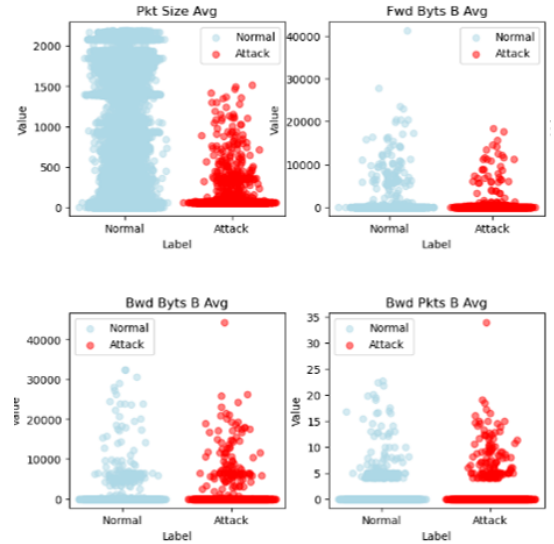 Pkt Size Avg
2000
1500
1000
500
0
Value
Normal
Attack
Normal
Attack
Label
Fwd Byts B Avg
40000
30000
20000
10000
0
Value
Normal
Attack
Normal
Attack
Label
Bwd Byts B Avg
40000
30000
20000
10000
0
Value
Normal
Attack
Normal
Attack
Label
Bwd Pkts B Avg
35
30
25
20
15
10
5
0
Value
Normal
Attack
Normal
Attack
Label